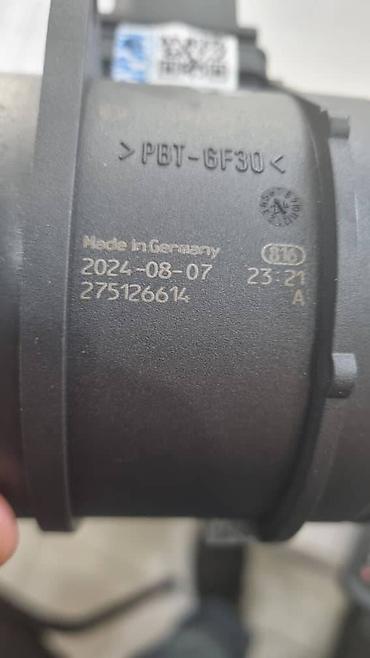 >PBT-GF30<
Made in Germany
816
2024-08-07 23:21
275126614 A